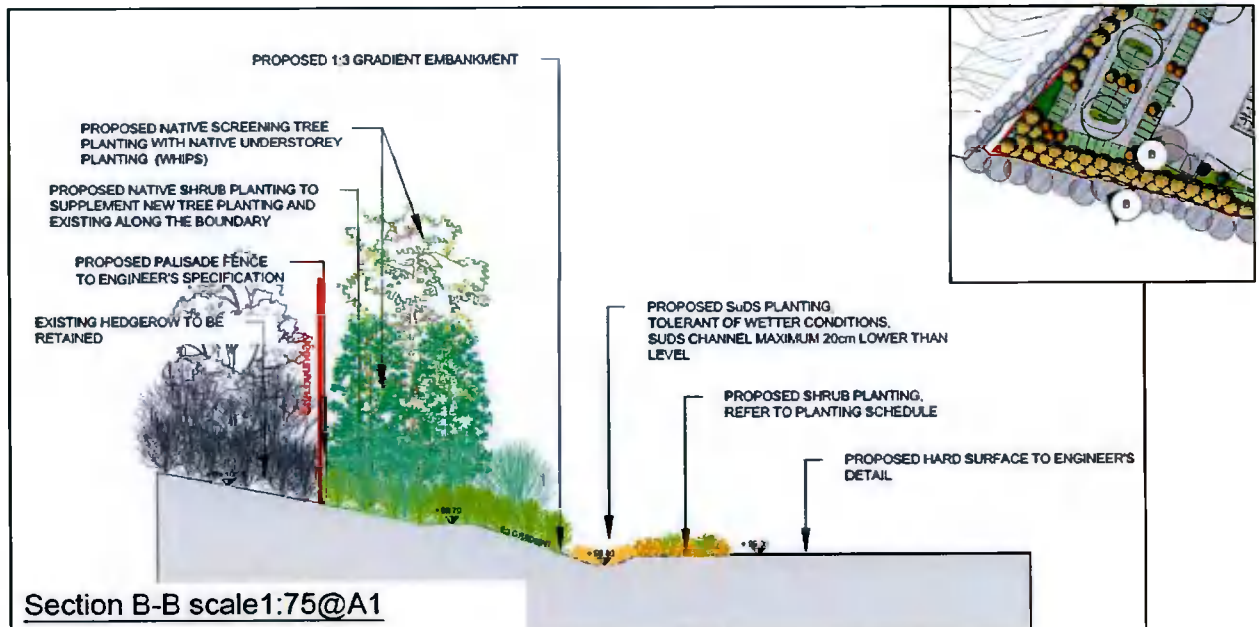 PROPOSED 1:3 GRADIENT EMBANKMENT
PROPOSED NATIVE SCREENING TREE
PLANTING WITH NATIVE UNDERSTOREY
PLANTING (WHIPS)
PROPOSED NATIVE SHRUB PLANTING TO
SUPPLEMENT NEW TREE PLANTING AND
EXISTING ALONG THE BOUNDARY
PROPOSED PALISADE FENCE
TO ENGINEER'S SPECIFICATION
EXISTING HEDGEROW TO BE
RETAINED
PROPOSED SuDS PLANTING,
TOLERANT OF WETTER CONDITIONS,
SUDS CHANNEL MAXIMUM 20cm LOWER THAN
LEVEL
PROPOSED SHRUB PLANTING,
REFER TO PLANTING SCHEDULE
PROPOSED HARD SURFACE TO ENGINEER'S
DETAIL
B
B
1:3 GRADIENT
Section B-B scale1:75@A1